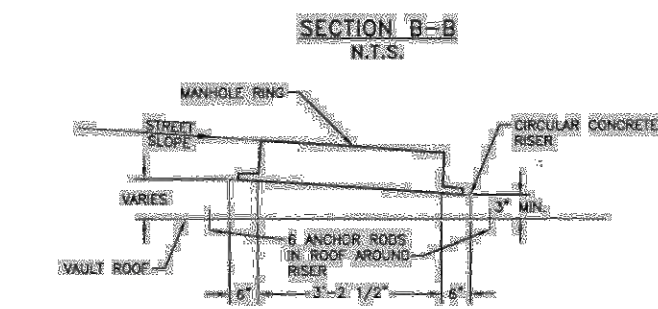 SECTION B-B
N.T.S.
MANHOLE RING
STREET
SLOPE
CIRCULAR CONCRETE
RISER
VARIES
3" MIN.
6 ANCHOR RODS
IN ROOF AROUND
RISER
VAULT ROOF
6"
3'-2 1/2"
6"